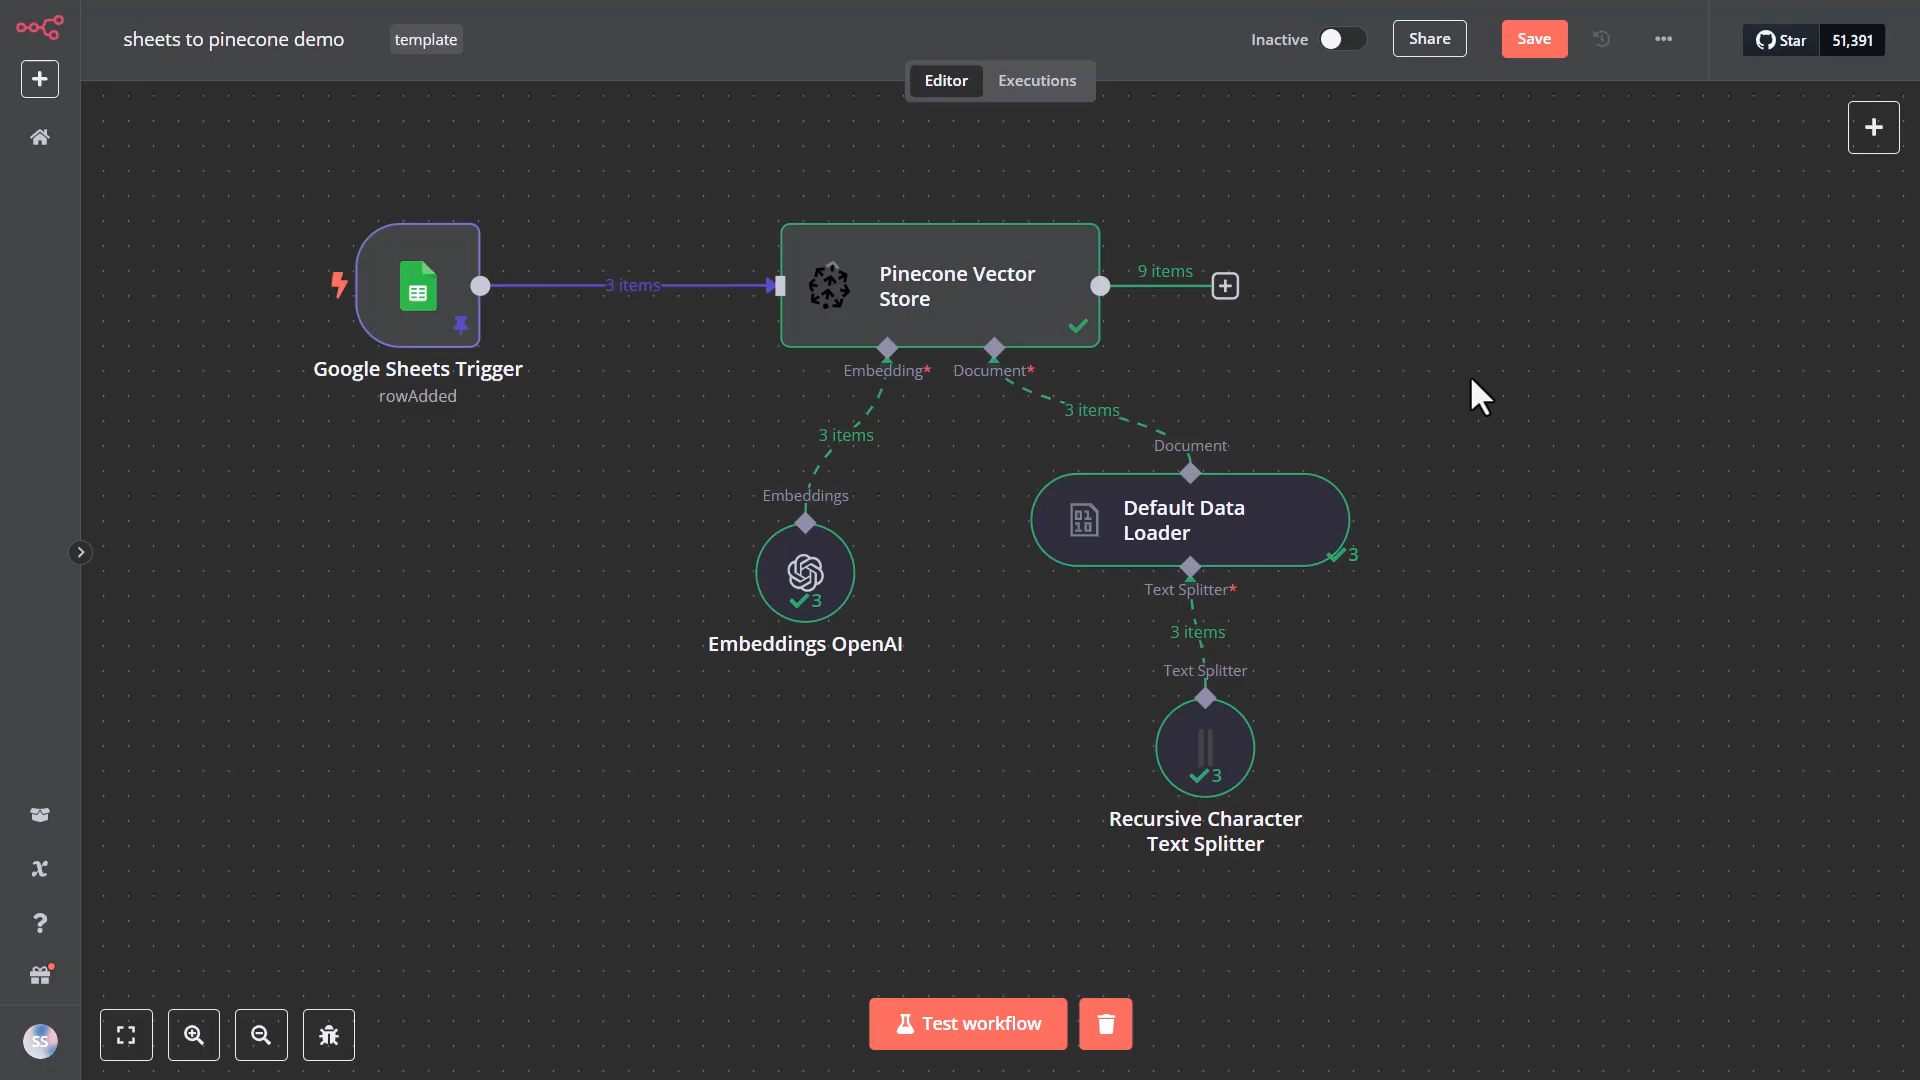 sheets to pinecone demo
template
Inactive
Share
Save
Star
51,391
Editor
Executions
3 items
Pinecone Vector
Store
9 items
Google Sheets Trigger
rowAdded
Embedding*
Document*
3 items
3 items
Document
Embeddings
Default Data
Loader
3
3
Embeddings OpenAI
Text Splitter*
3 items
Text Splitter
3
Recursive Character
Text Splitter
SS
Test workflow